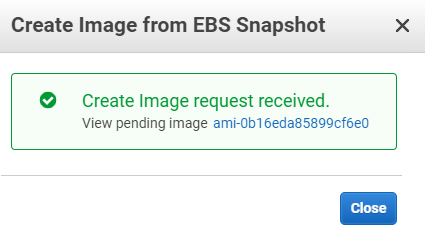 Create Image from EBS Snapshot
Create Image request received.
View pending image ami-0b16eda85899cf6e0
Close